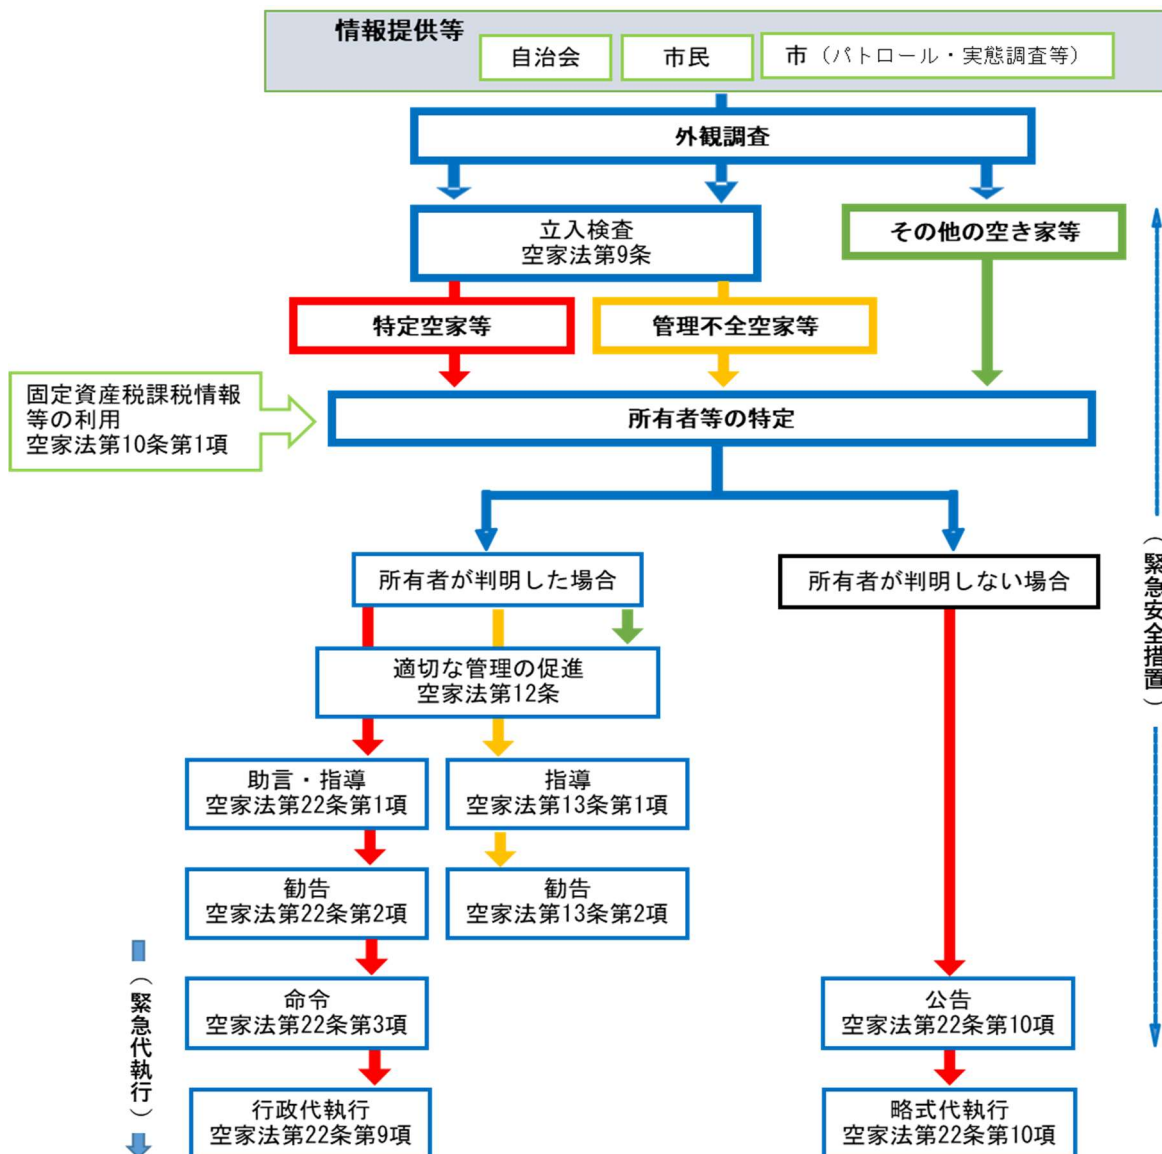 情報提供等
自治会
市民
市（パトロール・実態調査等）
外観調査
立入検査
空家法第9条
その他の空き家等
特定空家等
管理不全空家等
固定資産税課税情報
等の利用
空家法第10条第1項
所有者等の特定
所有者が判明した場合
所有者が判明しない場合
（緊急安全措置）
適切な管理の促進
空家法第12条
助言・指導
空家法第22条第1項
指導
空家法第13条第1項
勧告
空家法第22条第2項
勧告
空家法第13条第2項
（緊急代執行）
命令
空家法第22条第3項
公告
空家法第22条第10項
行政代執行
空家法第22条第9項
略式代執行
空家法第22条第10項